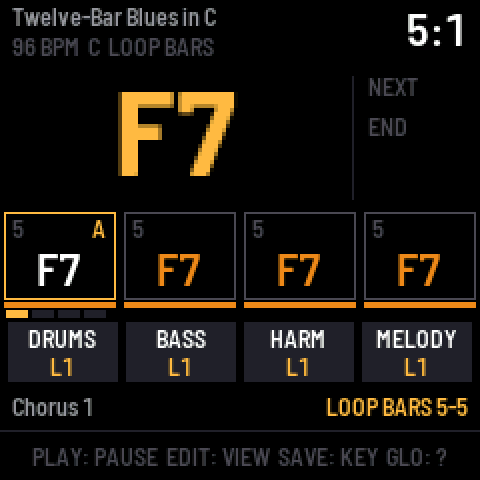 Twelve-Bar Blues in C
5:1
96 BPM C LOOP BARS
F7
NEXT
END
5 A
F7
5
F7
5
F7
5
F7
DRUMS
L1
BASS
L1
HARM
L1
MELODY
L1
Chorus 1
LOOP BARS 5-5
PLAY: PAUSE EDIT: VIEW SAVE: KEY GLO: ?